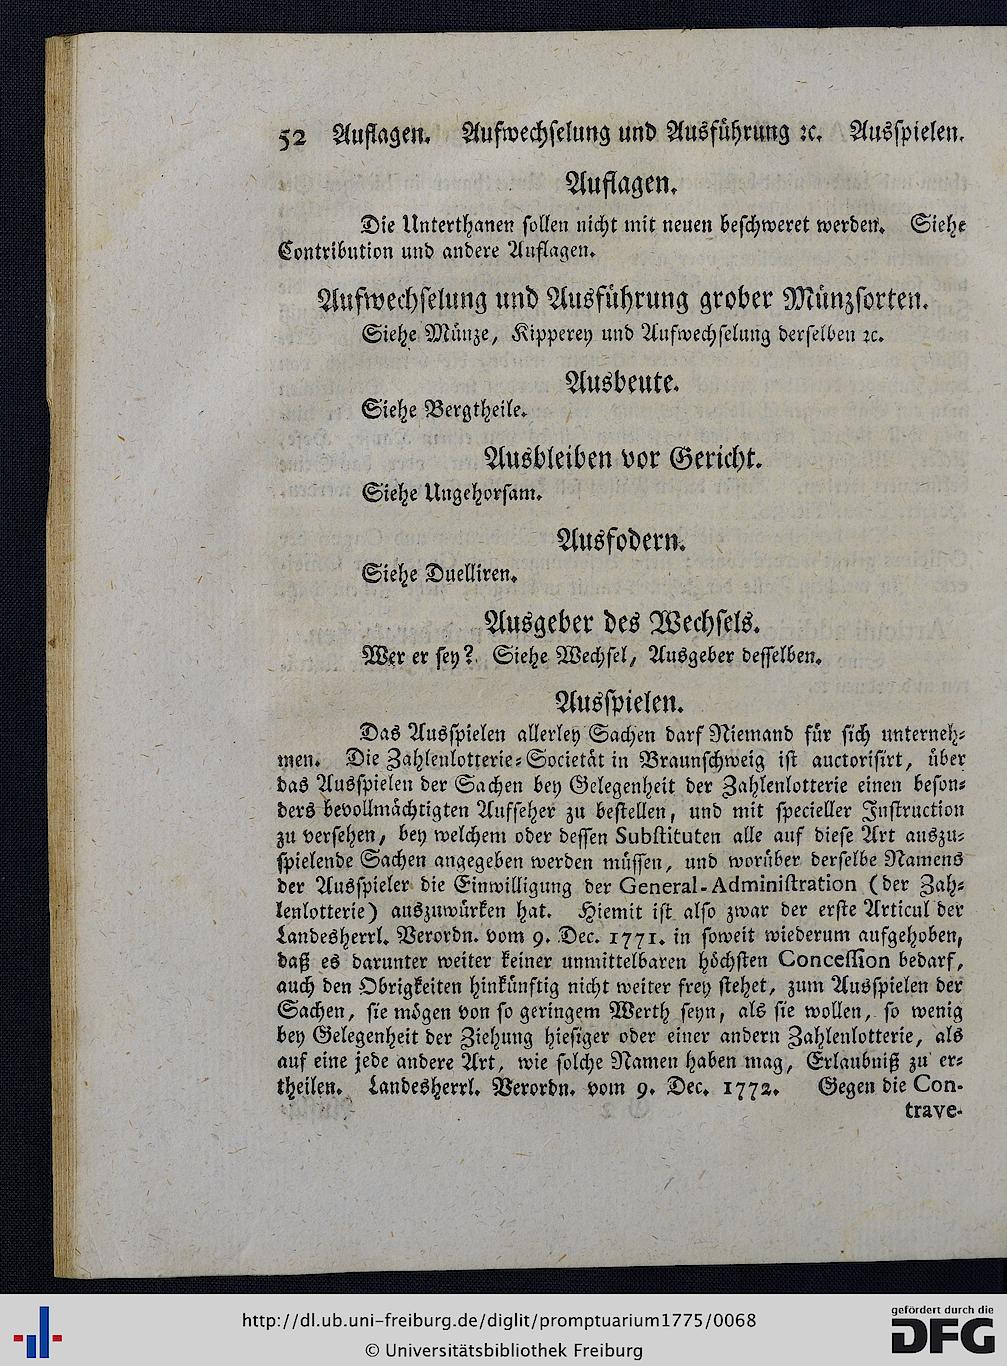 52 Auflagen. Aufwechselung und Ausführung ꝛc. Ausspielen.
Auflagen.
Die Unterthanen sollen nicht mit neuen beschweret werden. Siehe
Contribution und andere Auflagen.
Aufwechselung und Ausführung grober Münzsorten.
Siehe Münze, Kipperey und Aufwechselung derselben ꝛc.
Ausbeute.
Siehe Bergtheile.
Ausbleiben vor Gericht.
Siehe Ungehorsam.
Ausfodern.
Siehe Duelliren.
Ausgeber des Wechsels.
Wer er sey? Siehe Wechsel, Ausgeber desselben.
Ausspielen.
Das Ausspielen allerley Sachen darf Niemand für sich unterneh-
men. Die Zahlenlotterie-Societät in Braunschweig ist auctorisirt, über
das Ausspielen der Sachen bey Gelegenheit der Zahlenlotterie einen beson-
ders bevollmächtigten Aufseher zu bestellen, und mit specieller Instruction
zu versehen, bey welchem oder dessen Substituten alle auf diese Art auszu-
spielende Sachen angegeben werden müssen, und worüber derselbe Namens
der Ausspieler die Einwilligung der General-Administration (der Zah-
lenlotterie) auszuwürken hat. Hiemit ist also zwar der erste Articul der
Landesherrl. Verordn. vom 9. Dec. 1771. in soweit wiederum aufgehoben,
daß es darunter weiter keiner unmittelbaren höchsten Concession bedarf,
auch den Obrigkeiten hinkünftig nicht weiter frey stehet, zum Ausspielen der
Sachen, sie mögen von so geringem Werth seyn, als sie wollen, so wenig
bey Gelegenheit der Ziehung hiesiger oder einer andern Zahlenlotterie, als
auf eine jede andere Art, wie solche Namen haben mag, Erlaubniß zu er-
theilen. Landesherrl. Verordn. vom 9. Dec. 1772. Gegen die Con-
trave-
http://dl.ub.uni-freiburg.de/diglit/promptuarium1775/0068
© Universitätsbibliothek Freiburg
gefördert durch die
DFG